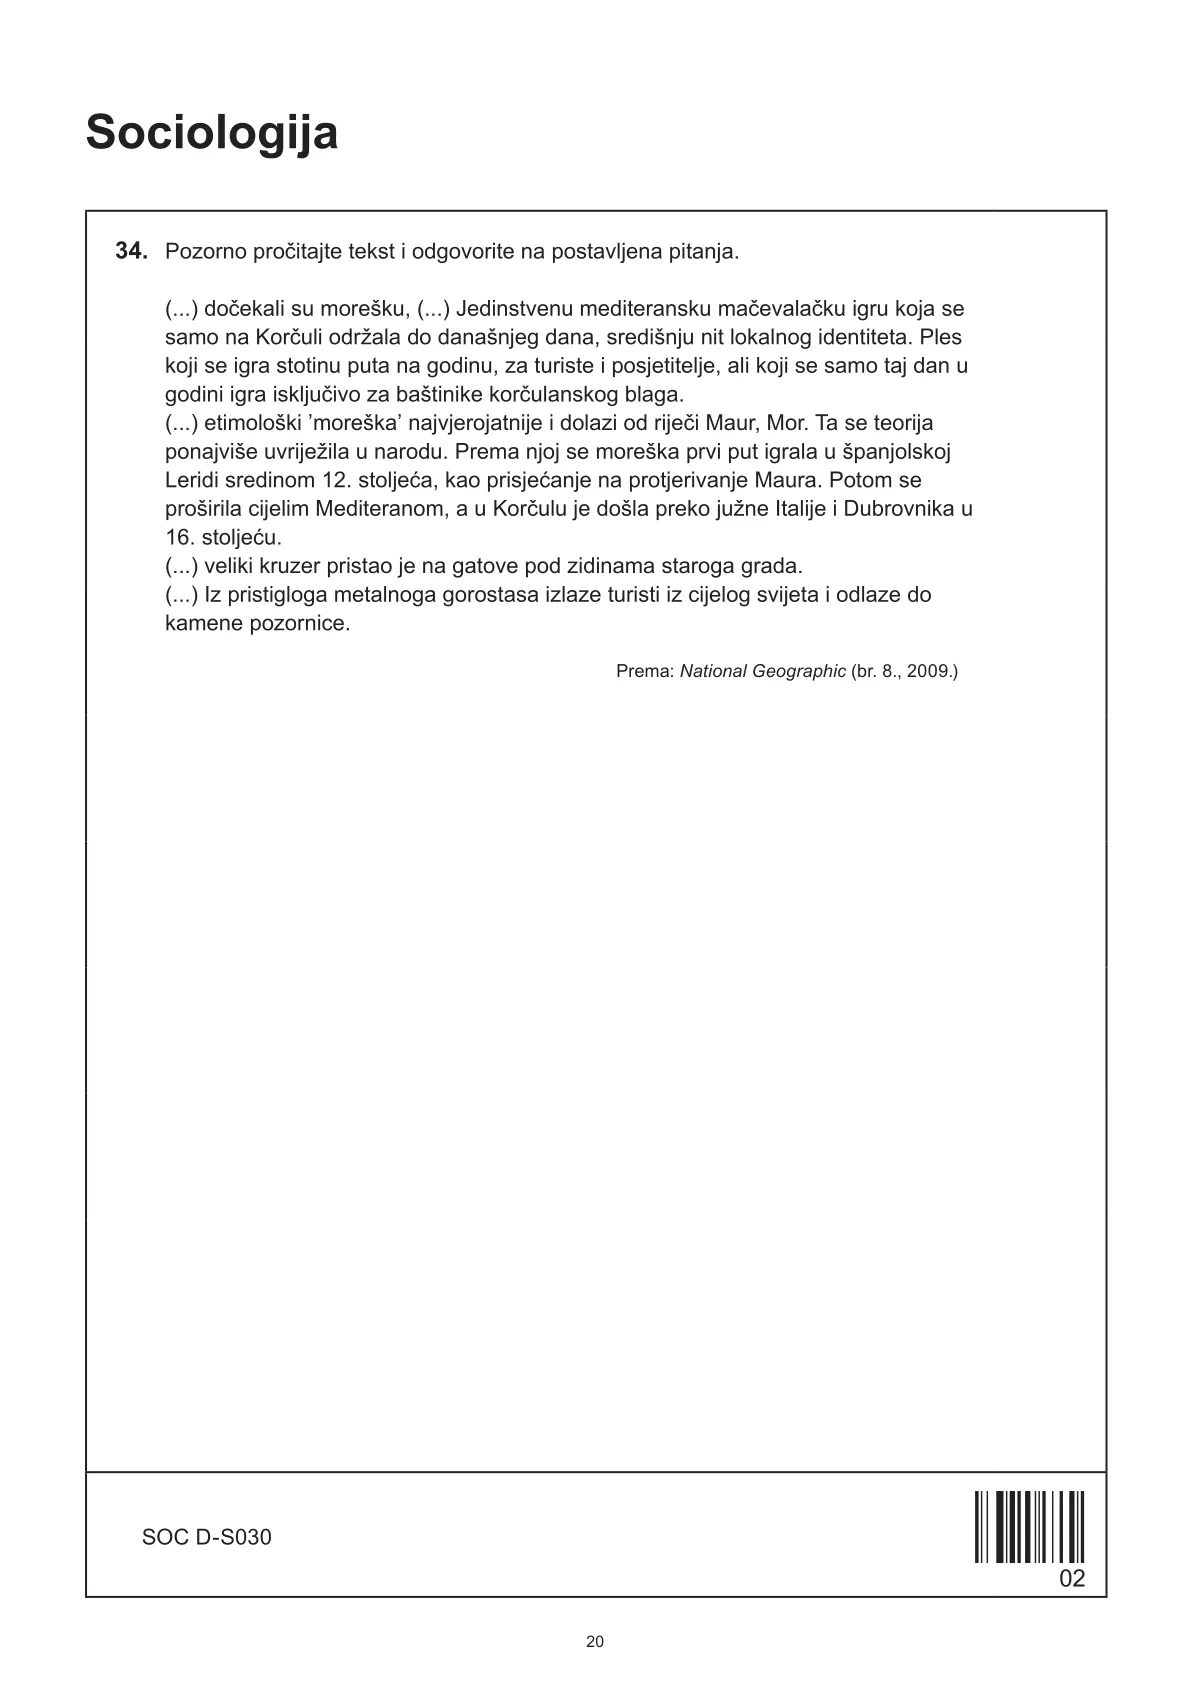 Sociologija
34. Pozorno pročitajte tekst i odgovorite na postavljena pitanja.
(...) dočekali su morešku, (...) Jedinstvenu mediteransku mačevalačku igru koja se
samo na Korčuli održala do današnjeg dana, središnju nit lokalnog identiteta. Ples
koji se igra stotinu puta na godinu, za turiste i posjetitelje, ali koji se samo taj dan u
godini igra isključivo za baštinike korčulanskog blaga.
(...) etimološki ’moreška’ najvjerojatnije i dolazi od riječi Maur, Mor. Ta se teorija
ponajviše uvriježila u narodu. Prema njoj se moreška prvi put igrala u španjolskoj
Leridi sredinom 12. stoljeća, kao prisjećanje na protjerivanje Maura. Potom se
proširila cijelim Mediteranom, a u Korčulu je došla preko južne Italije i Dubrovnika u
16. stoljeću.
(...) veliki kruzer pristao je na gatove pod zidinama staroga grada.
(...) Iz pristigloga metalnoga gorostasa izlaze turisti iz cijelog svijeta i odlaze do
kamene pozornice.
Prema: National Geographic (br. 8., 2009.)
SOC D-S030
02
20